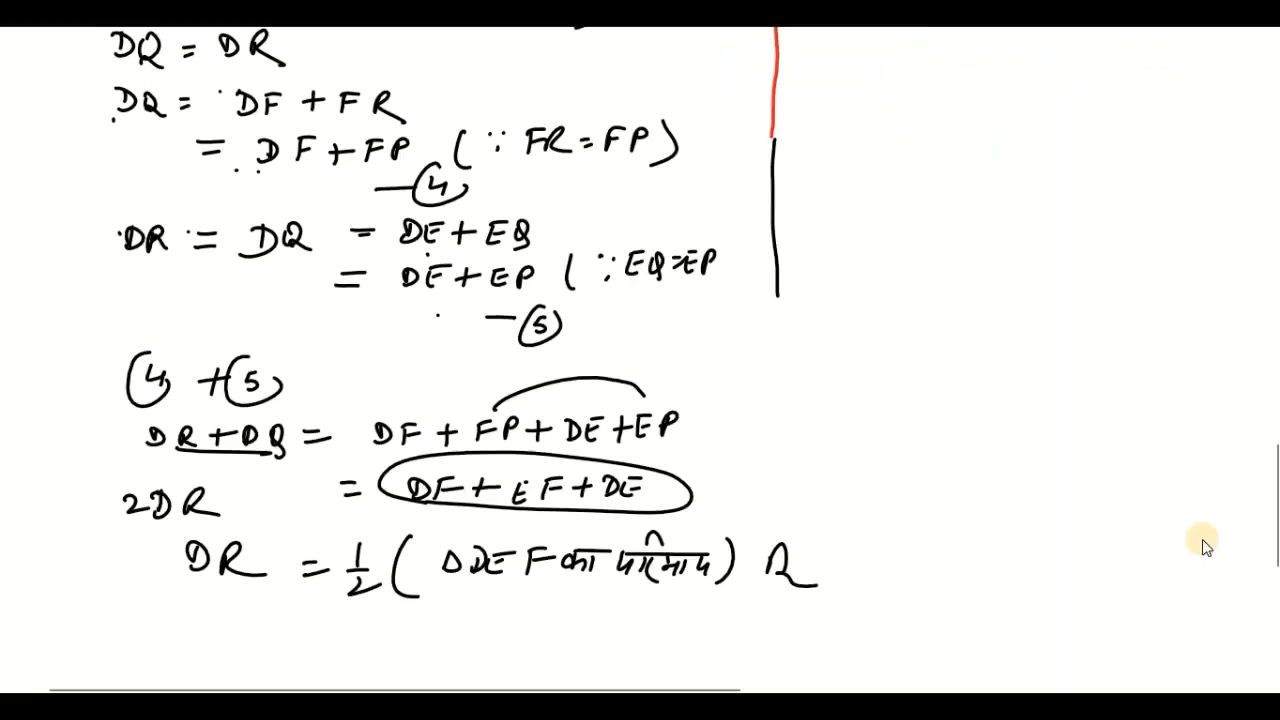 DQ = DR
DQ = DF + FR
= DF + FP (∵ FR = FP)
— ④
DR = DQ = DE + EQ
= DE + EP (∵ EQ = EP
— ⑤
④ + ⑤
DR + DQ = DF + FP + DE + EP
2DR = DF + EF + DE
DR = 1/2 ( ΔDEF का परिमाप ) R